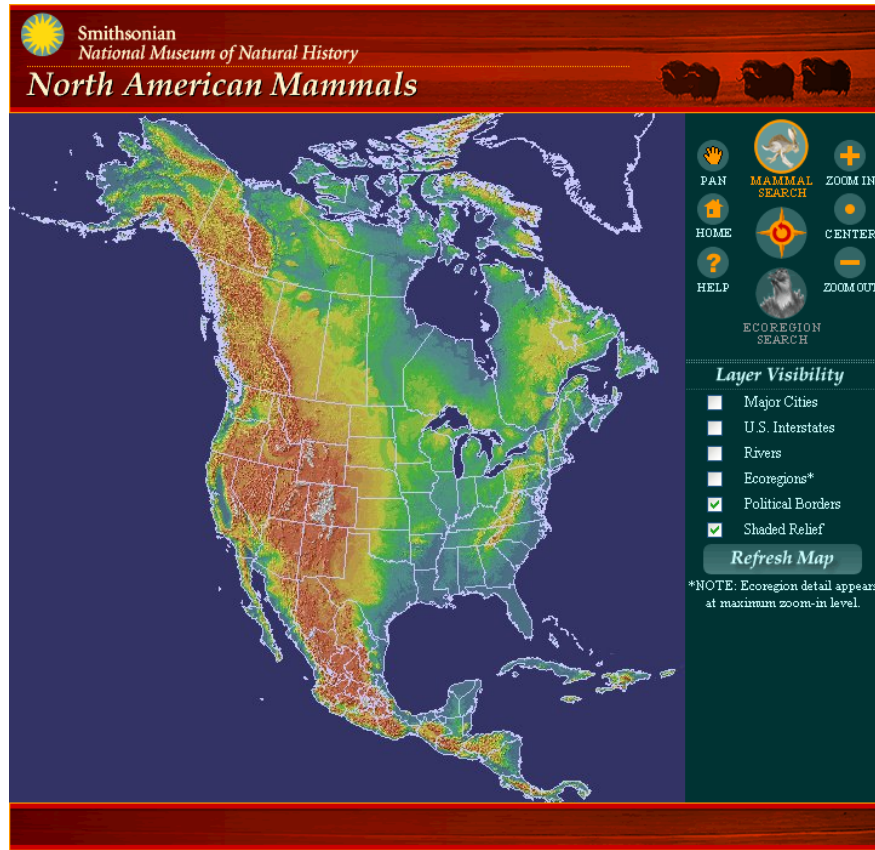 Smithsonian
National Museum of Natural History
North American Mammals
PAN
MAMMAL
SEARCH
ZOOM IN
HOME
CENTER
HELP
ZOOM OUT
ECOREGION
SEARCH
Layer Visibility
Major Cities
U.S. Interstates
Rivers
Ecoregions*
Political Borders
Shaded Relief
Refresh Map
*NOTE: Ecoregion detail appears
at maximum zoom-in level.